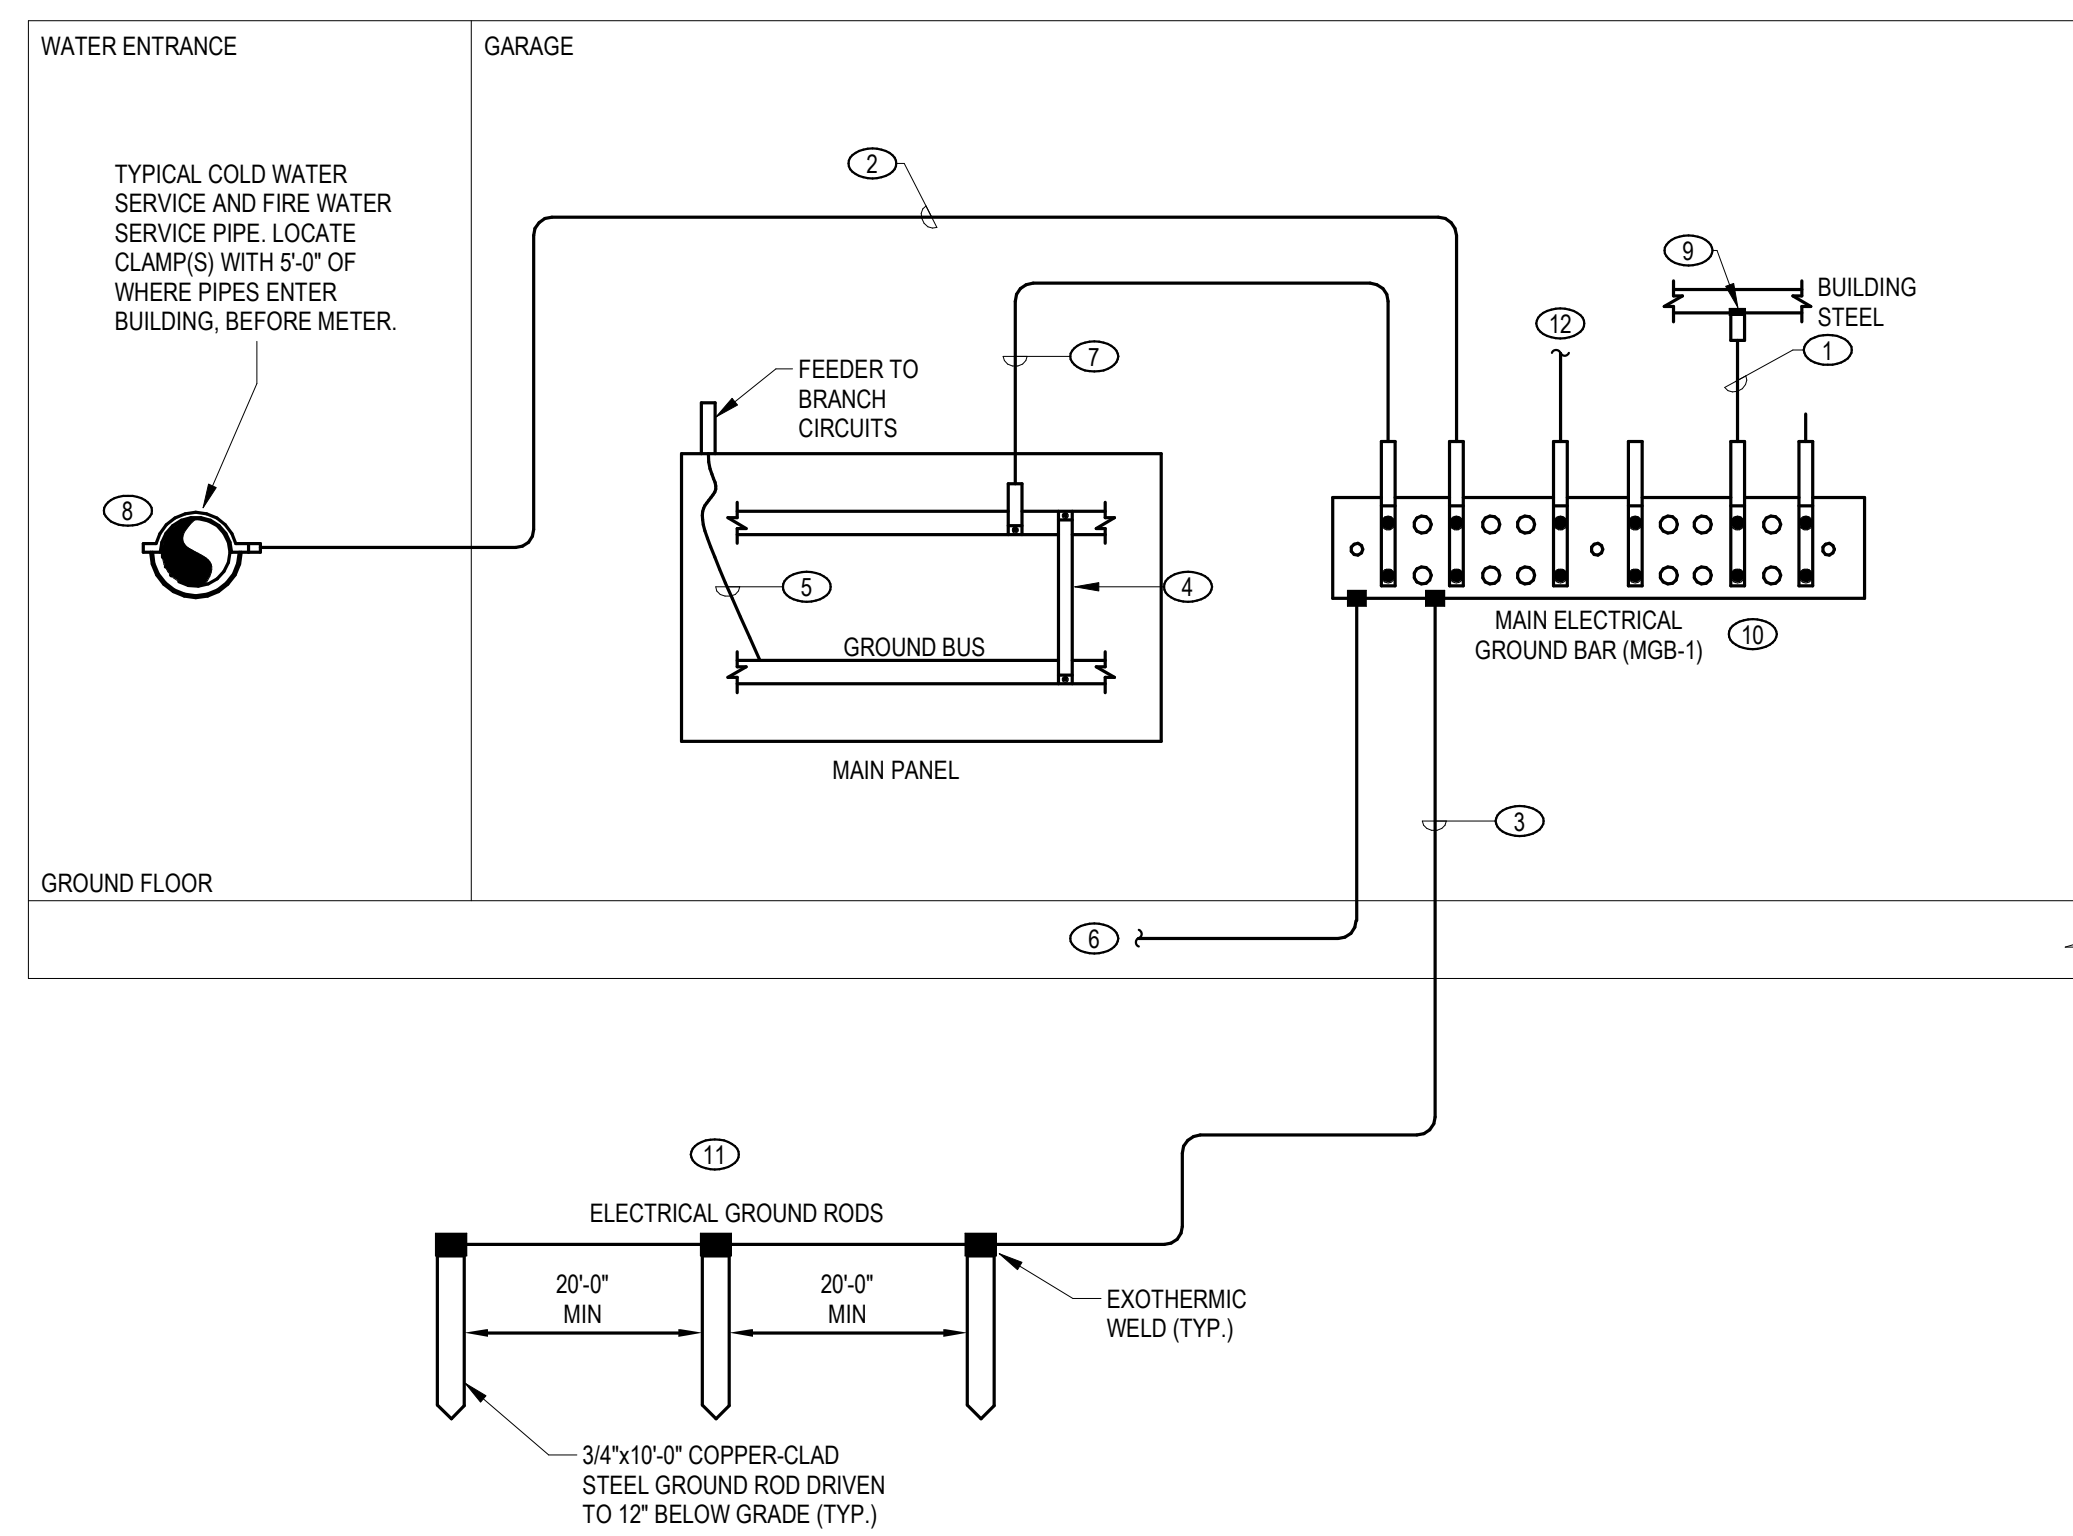 WATER ENTRANCE
GARAGE
TYPICAL COLD WATER
SERVICE AND FIRE WATER
SERVICE PIPE. LOCATE
CLAMP(S) WITH 5'-0" OF
WHERE PIPES ENTER
BUILDING, BEFORE METER.
2
9
BUILDING
STEEL
12
1
7
FEEDER TO
BRANCH
CIRCUITS
8
5
4
GROUND BUS
MAIN ELECTRICAL
GROUND BAR (MGB-1)
10
MAIN PANEL
3
GROUND FLOOR
6
11
ELECTRICAL GROUND RODS
20'-0"
MIN
20'-0"
MIN
EXOTHERMIC
WELD (TYP.)
3/4"x10'-0" COPPER-CLAD
STEEL GROUND ROD DRIVEN
TO 12" BELOW GRADE (TYP.)